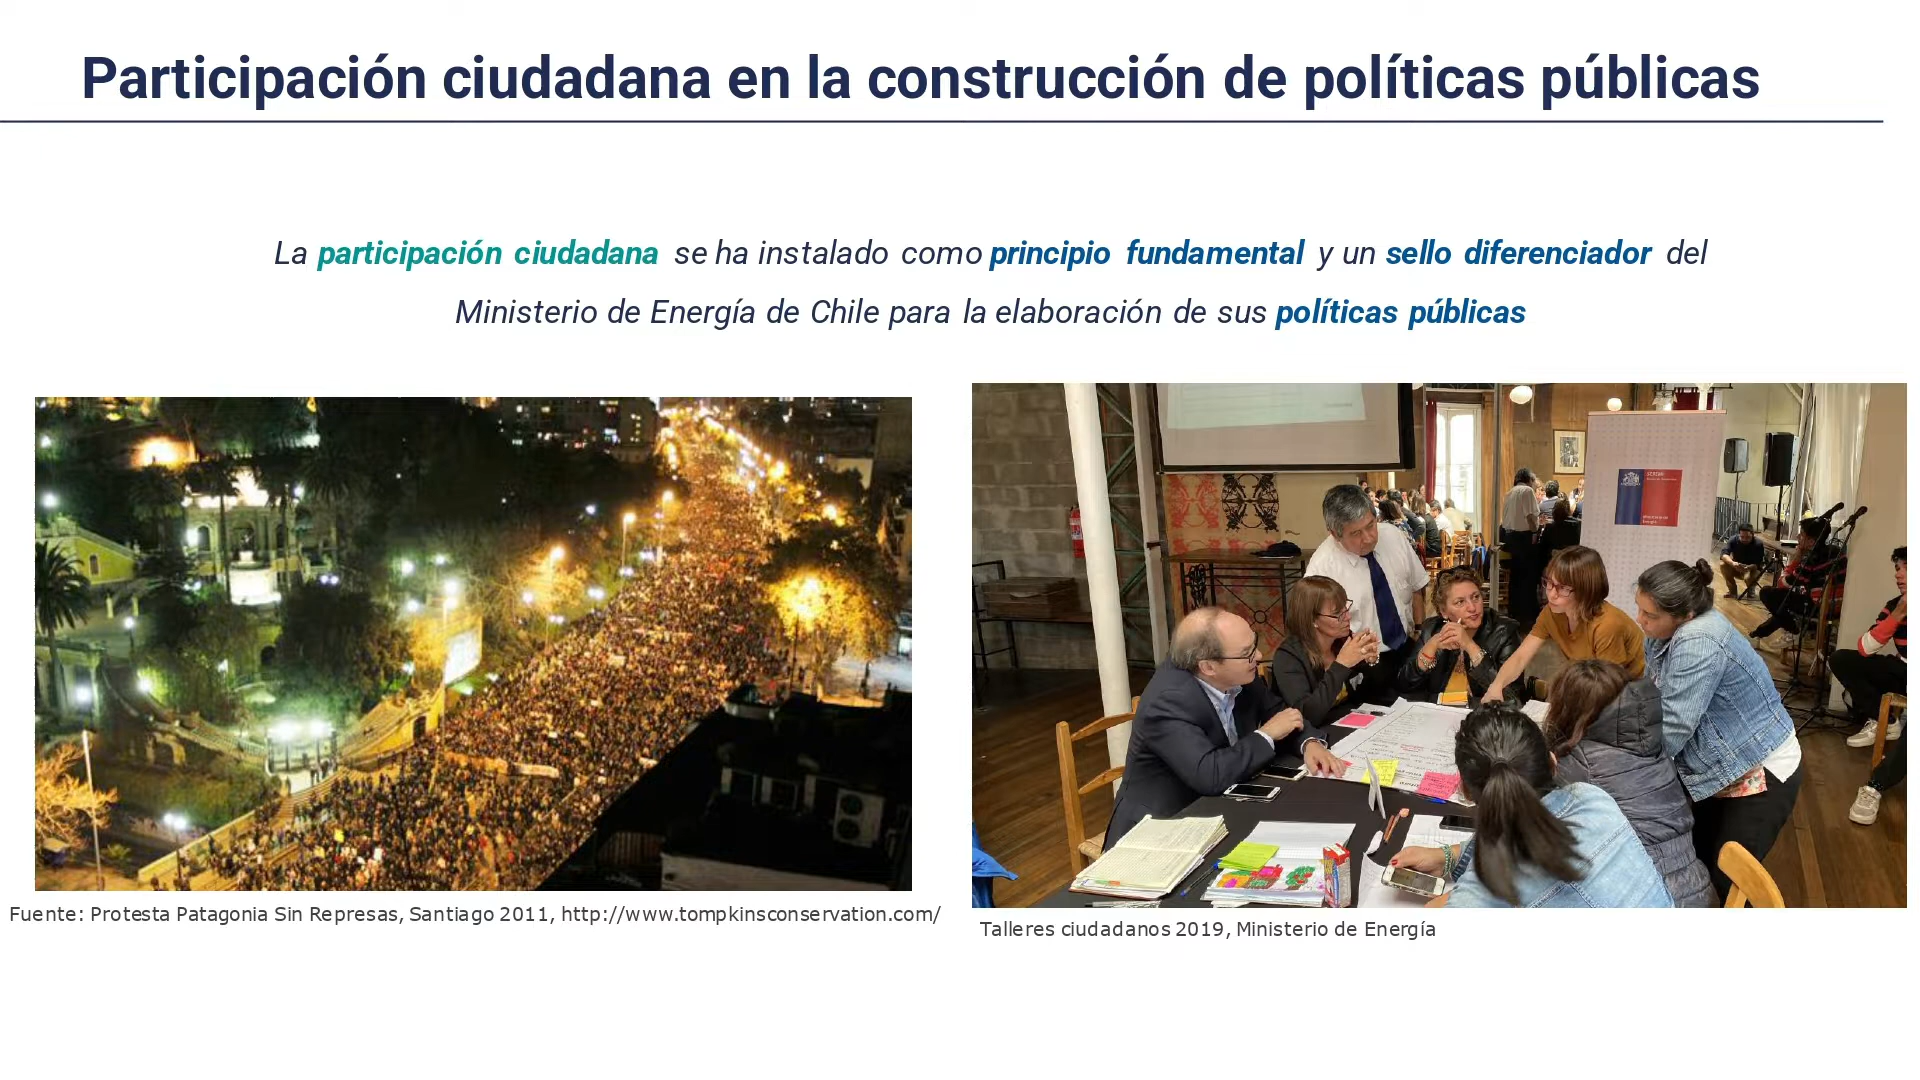 Participación ciudadana en la construcción de políticas públicas
La participación ciudadana se ha instalado como principio fundamental y un sello diferenciador del
Ministerio de Energía de Chile para la elaboración de sus políticas públicas
Fuente: Protesta Patagonia Sin Represas, Santiago 2011, http://www.tompkinsconservation.com/
Talleres ciudadanos 2019, Ministerio de Energía